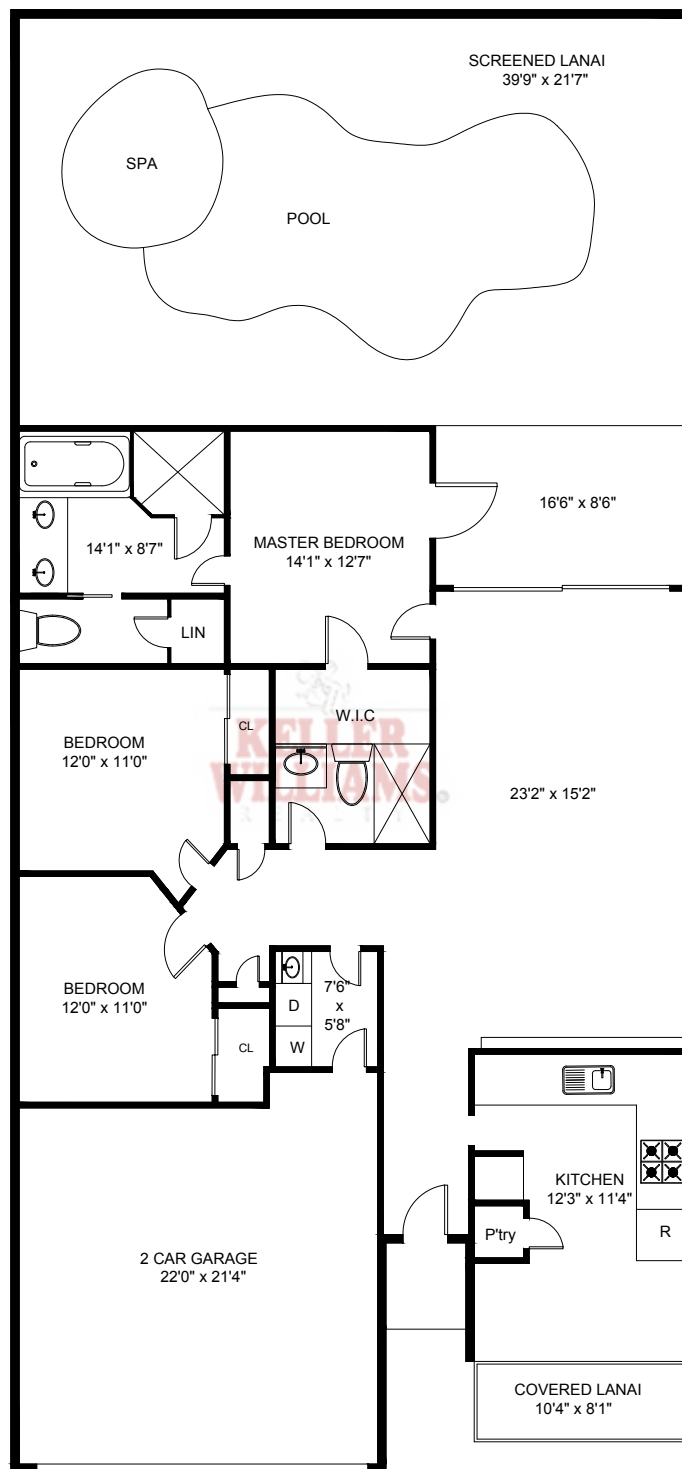 SCREENED LANAI
39'9" x 21'7"
SPA
POOL
16'6" x 8'6"
MASTER BEDROOM
14'1" x 12'7"
14'1" x 8'7"
LIN
W.I.C
CL
BEDROOM
12'0" x 11'0"
KELLER
WILLIAMS
REALTY
23'2" x 15'2"
BEDROOM
12'0" x 11'0"
7'6"
x
5'8"
D
W
CL
KITCHEN
12'3" x 11'4"
P'try
R
2 CAR GARAGE
22'0" x 21'4"
COVERED LANAI
10'4" x 8'1"